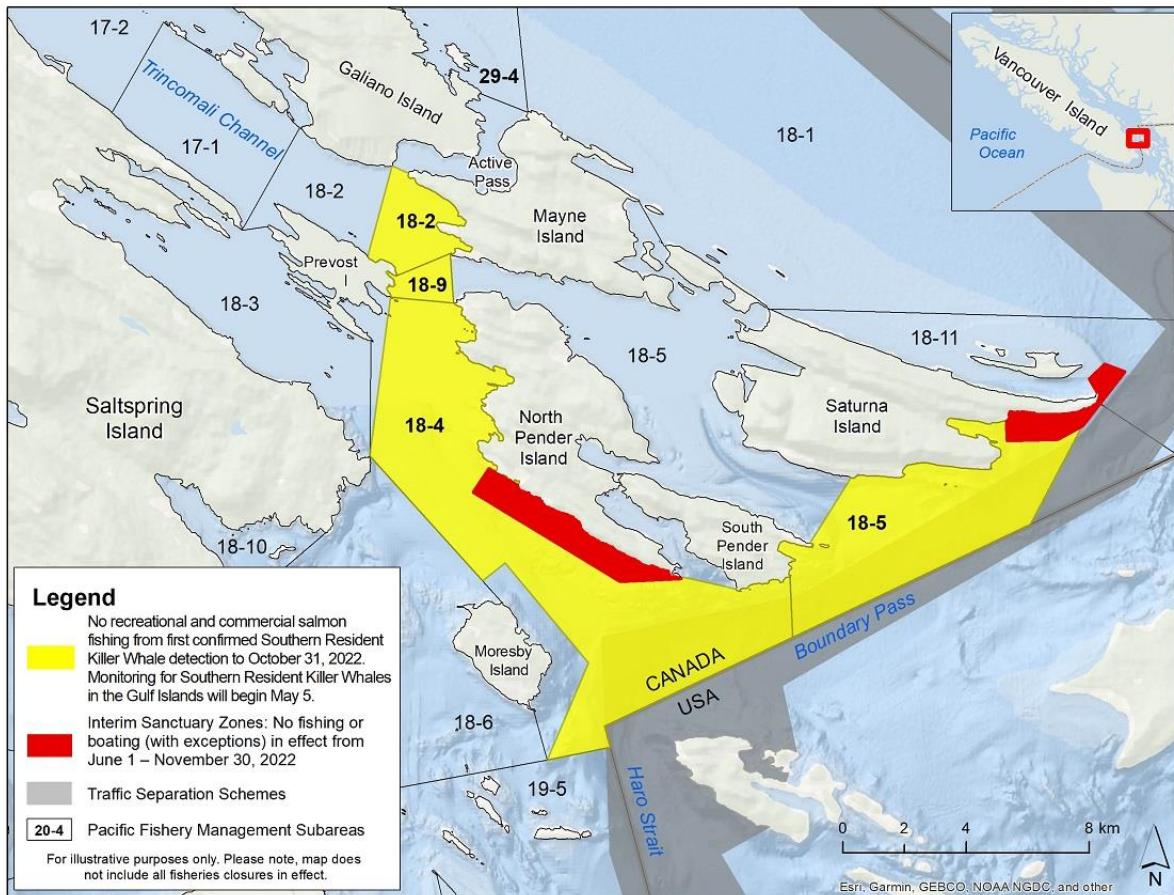 17-2
Trincomali Channel
Galiano Island
29-4
Vancouver Island
Pacific
Ocean
18-1
17-1
Active
Pass
18-2
18-2
Mayne
Island
Prevost
I
18-9
18-3
18-5
18-11
Saltspring
Island
18-4
North
Pender
Island
Saturna
Island
South
Pender
Island
18-5
18-10
Moresby
Island
CANADA
USA
Boundary Pass
18-6
19-5
Haro Strait
Legend
No recreational and commercial salmon
fishing from first confirmed Southern Resident
Killer Whale detection to October 31, 2022.
Monitoring for Southern Resident Killer Whales
in the Gulf Islands will begin May 5.
Interim Sanctuary Zones: No fishing or
boating (with exceptions) in effect from
June 1 – November 30, 2022
Traffic Separation Schemes
20-4 Pacific Fishery Management Subareas
For illustrative purposes only. Please note, map does
not include all fisheries closures in effect.
0 2 4 8 km
N
Esri, Garmin, GEBCO, NOAA NGDC, and other